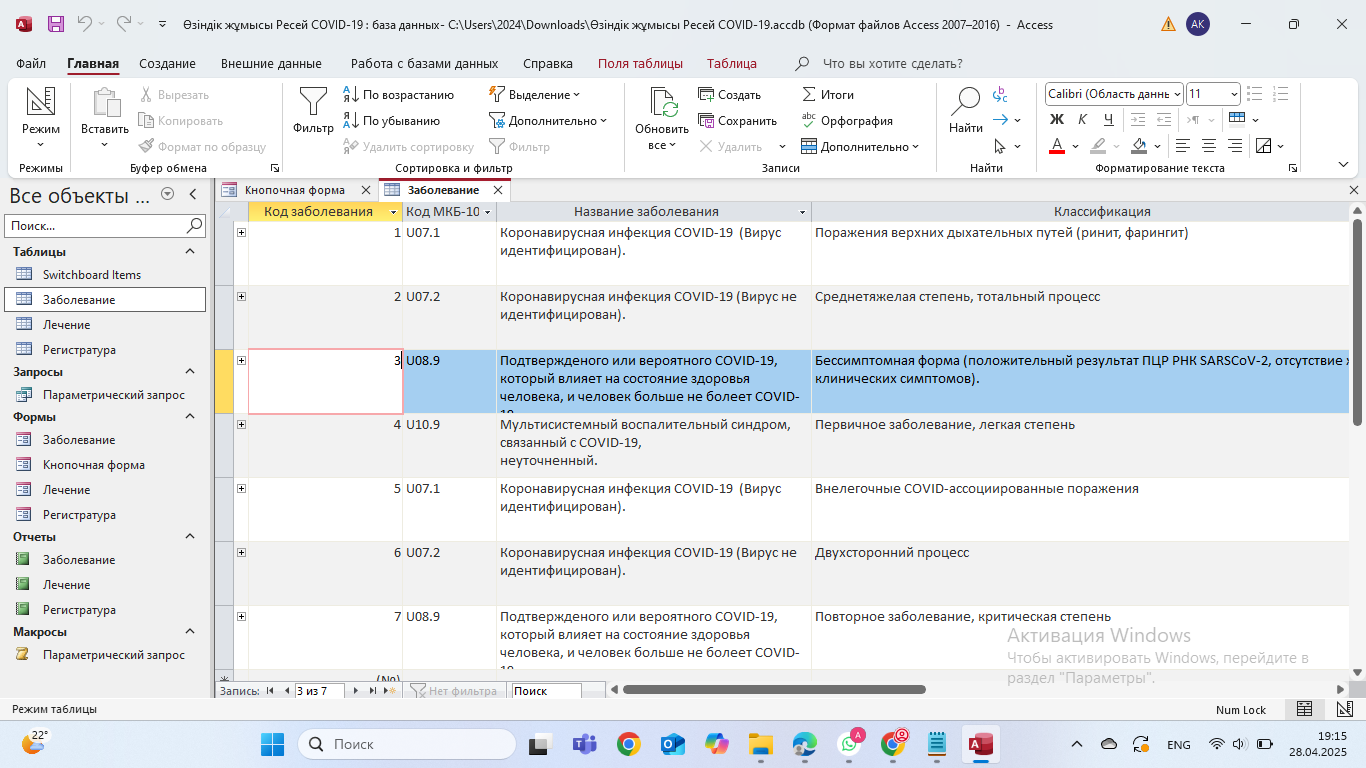 Өзіндік жұмысы Ресей COVID-19 : база данных- C:\Users\2024\Downloads\Өзіндік жұмысы Ресей COVID-19.accdb (Формат файлов Access 2007–2016) - Access
АК
Файл Главная Создание Внешние данные Работа с базами данных Справка Поля таблицы Таблица Что вы хотите сделать?
Режим
Режимы
Вставить
Вырезать
Копировать
Формат по образцу
Буфер обмена
Фильтр
По возрастанию
По убыванию
Удалить сортировку
Выделение
Дополнительно
Фильтр
Сортировка и фильтр
Обновить
все
Создать
Сохранить
Удалить
Итоги
Орфография
Дополнительно
Записи
Найти
Найти
Calibri (Область данн
11
Ж К Ч
Форматирование текста
Все объекты ...
Поиск...
Таблицы
Switchboard Items
Заболевание
Лечение
Регистратура
Запросы
Параметрический запрос
Формы
Заболевание
Кнопочная форма
Лечение
Регистратура
Отчеты
Заболевание
Лечение
Регистратура
Макросы
Параметрический запрос
Кнопочная форма
Заболевание
Код заболевания Код МКБ-10 Название заболевания Классификация
1 U07.1 Коронавирусная инфекция COVID-19 (Вирус Поражения верхних дыхательных путей (ринит, фарингит)
идентифицирован).
2 U07.2 Коронавирусная инфекция COVID-19 (Вирус не Среднетяжелая степень, тотальный процесс
идентифицирован).
3 U08.9 Подтвержденого или вероятного COVID-19, Бессимптомная форма (положительный результат ПЦР РНК SARSCoV-2, отсутствие
который влияет на состояние здоровья клинических симптомов).
человека, и человек больше не болеет COVID-
4 U10.9 Мультисистемный воспалительный синдром, Первичное заболевание, легкая степень
связанный с COVID-19,
неуточненный.
5 U07.1 Коронавирусная инфекция COVID-19 (Вирус Внелегочные COVID-ассоциированные поражения
идентифицирован).
6 U07.2 Коронавирусная инфекция COVID-19 (Вирус не Двухсторонний процесс
идентифицирован).
7 U08.9 Подтвержденого или вероятного COVID-19, Повторное заболевание, критическая степень
который влияет на состояние здоровья
человека, и человек больше не болеет COVID-
(№)
Активация Windows
Чтобы активировать Windows, перейдите в
раздел "Параметры".
Запись: 3 из 7 Нет фильтра Поиск
Режим таблицы
Num Lock
22°
Поиск
ENG
19:15
28.04.2025